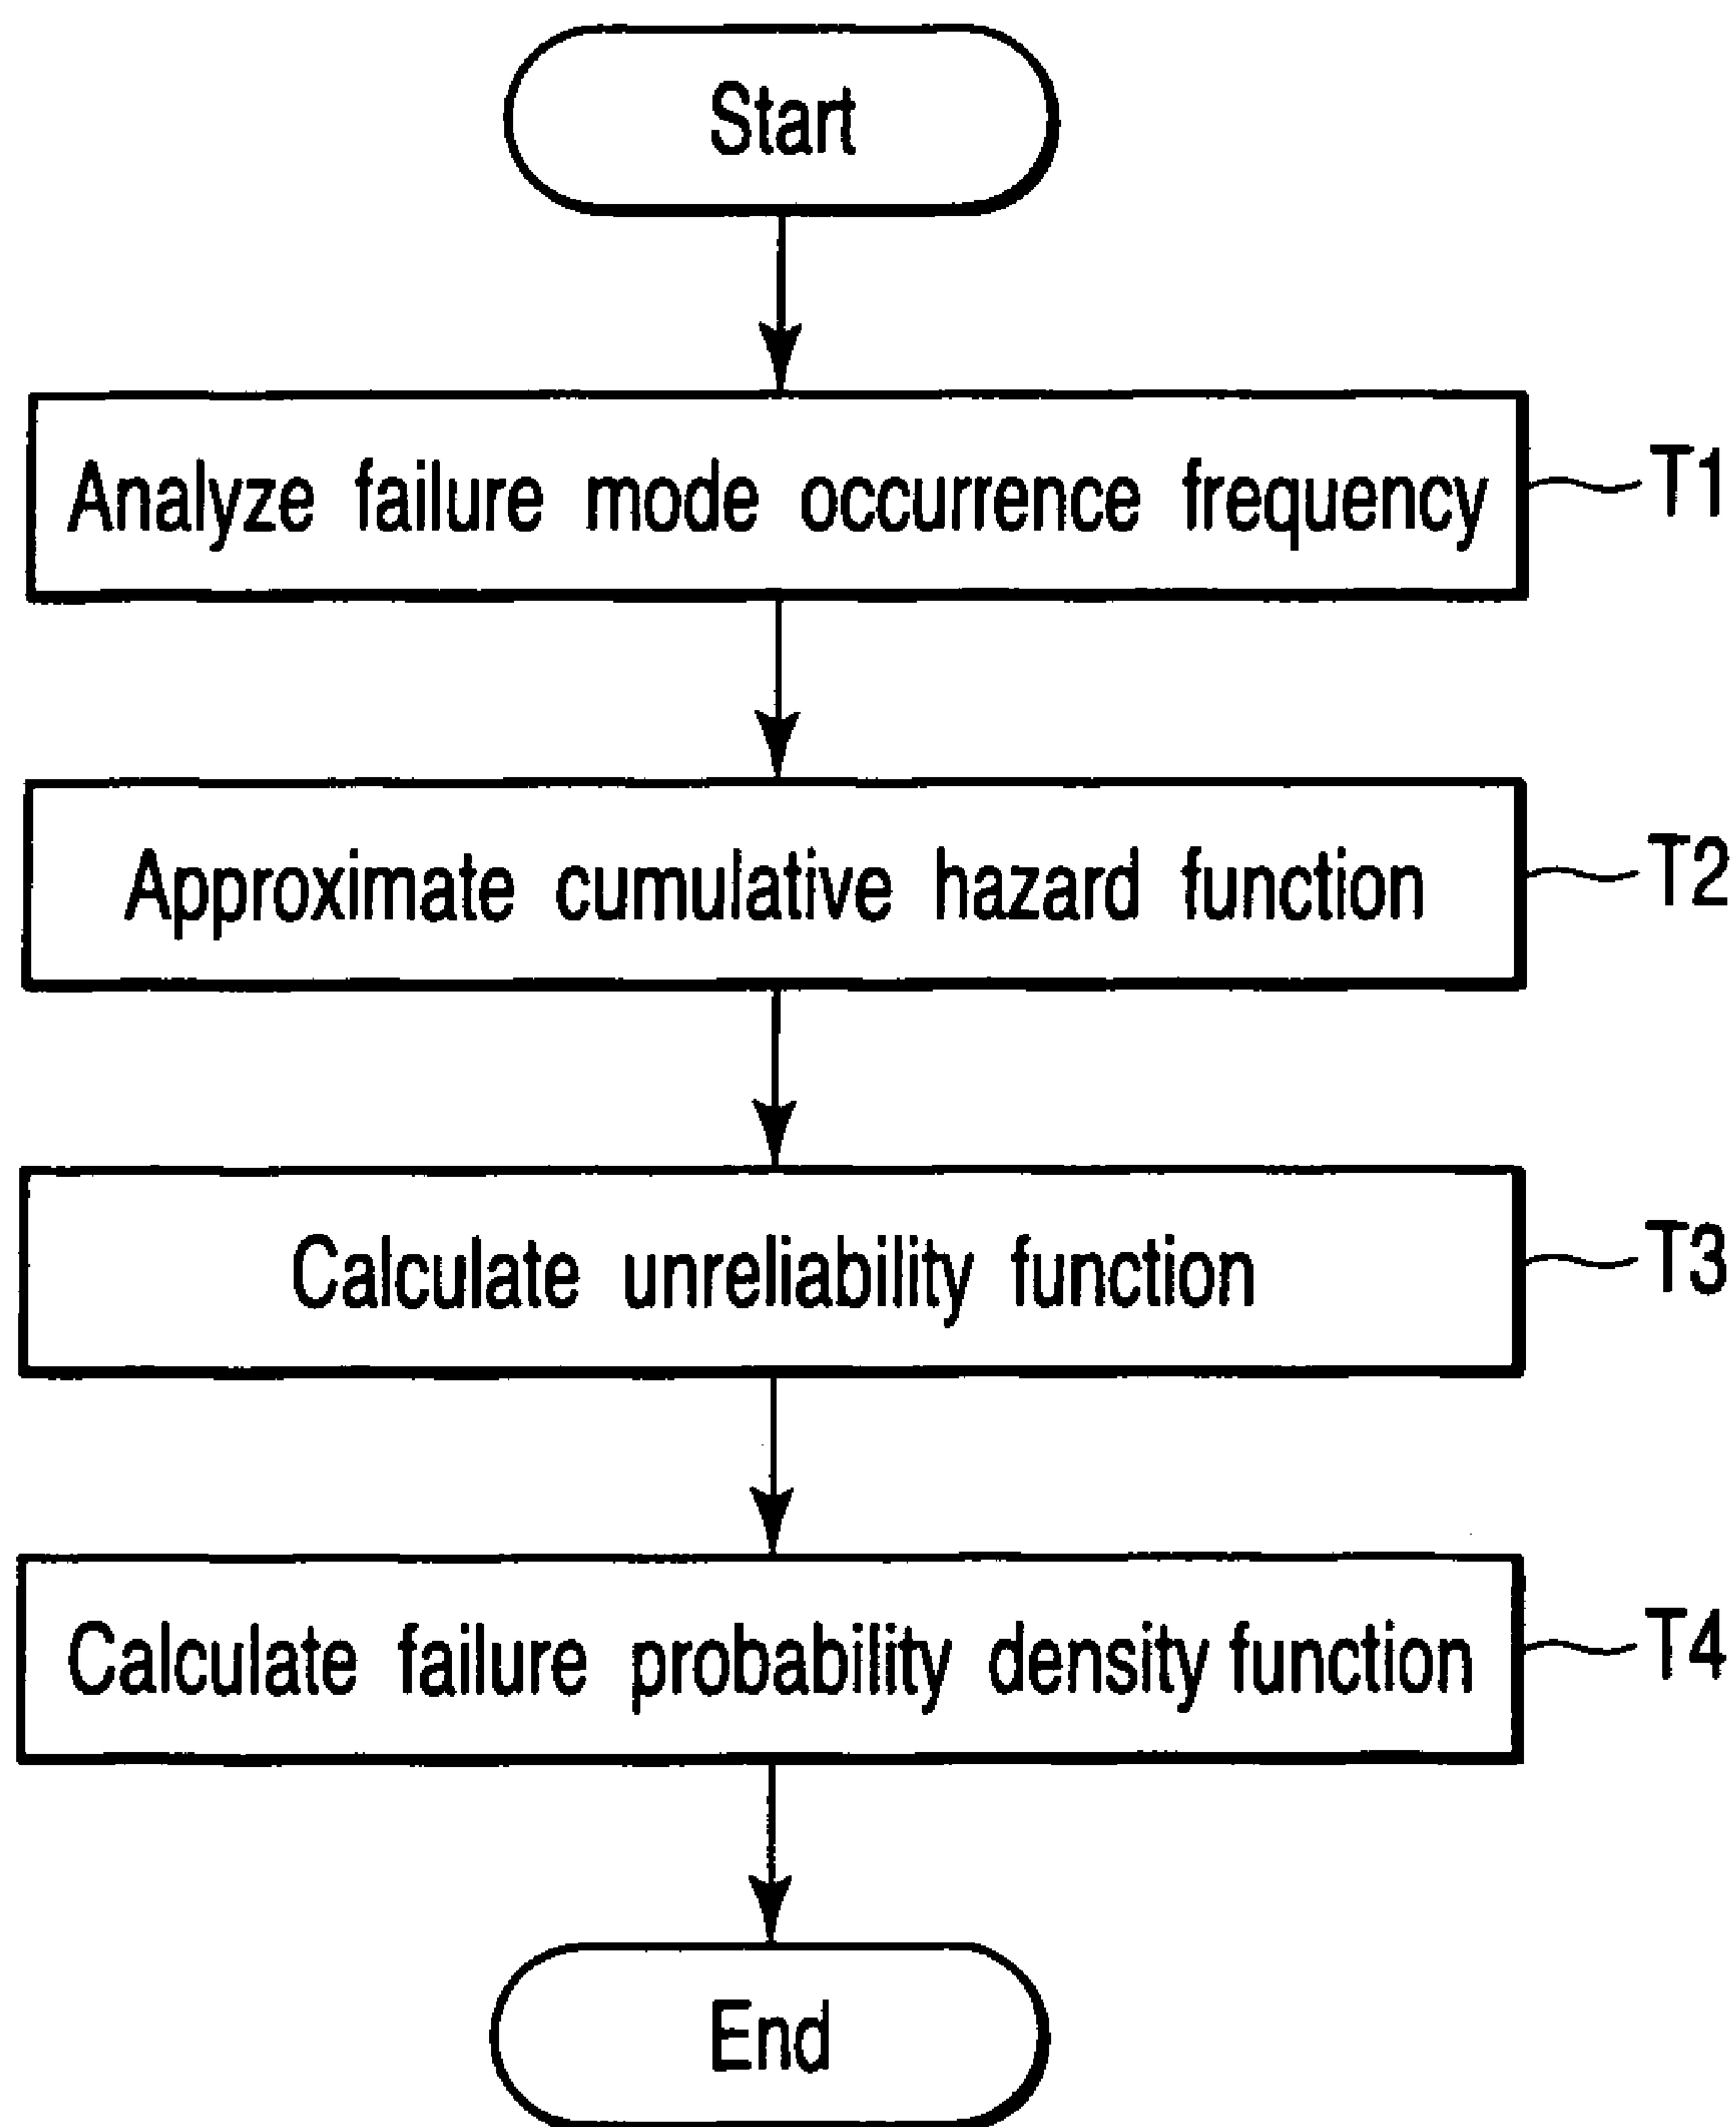 Start
Analyze failure mode occurrence frequency
T1
Approximate cumulative hazard function
T2
Calculate unreliability function
T3
Calculate failure probability density function
T4
End